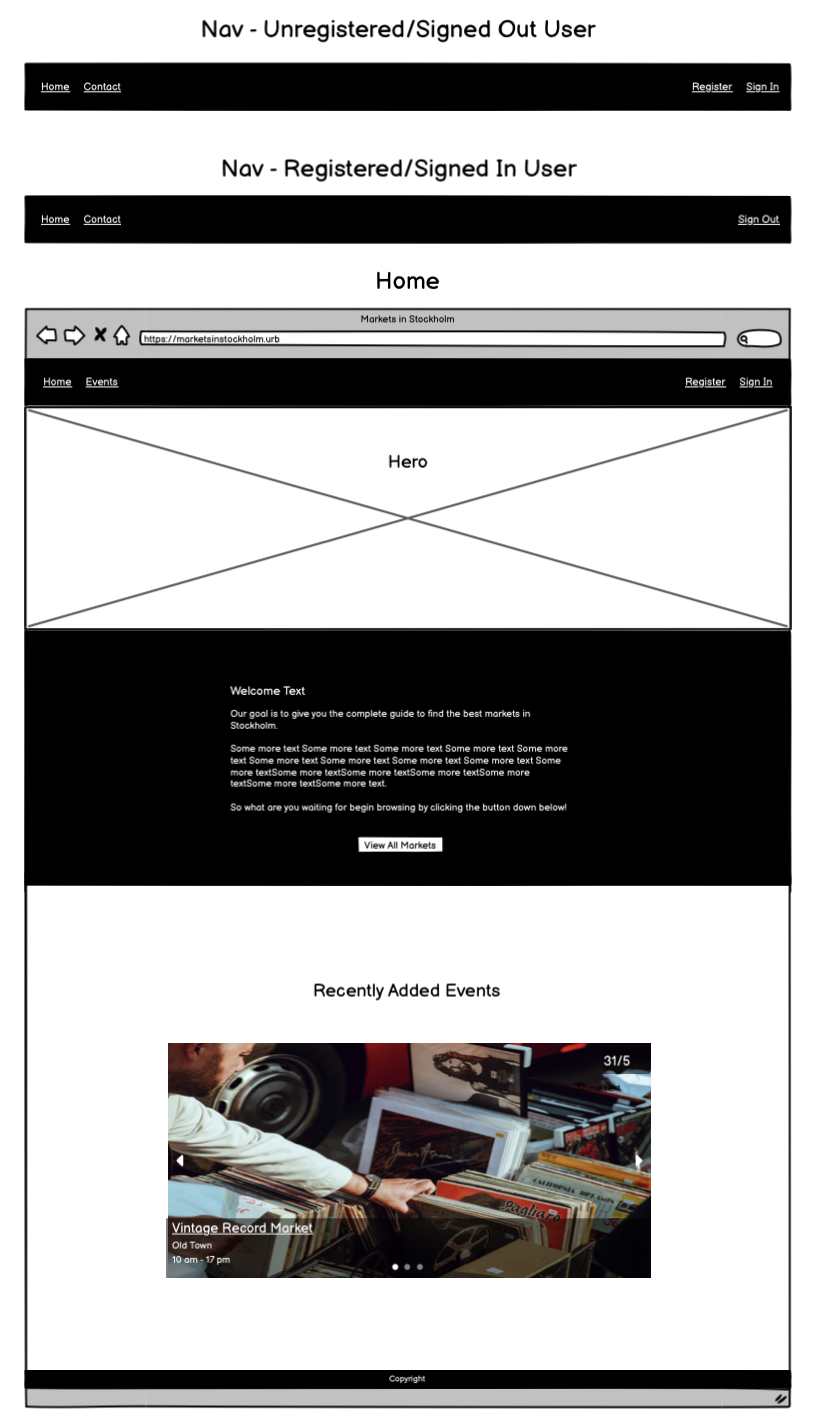 Nav - Unregistered/Signed Out User
Home Contact Register Sign In
Nav - Registered/Signed In User
Home Contact Sign Out
Home
Markets in Stockholm
https://marketsinstockholm.urb
Home Events Register Sign In
Hero
Welcome Text
Our goal is to give you the complete guide to find the best markets in
Stockholm.
Some more text Some more text Some more text Some more text Some more
text Some more text Some more text Some more text Some more text Some
more textSome more textSome more textSome more textSome more
textSome more textSome more text.
So what are you waiting for begin browsing by clicking the button down below!
View All Markets
Recently Added Events
31/5
CALIFORNIA DREAMIN
Pagliaro
Vintage Record Market
Old Town
10 am - 17 pm
Copyright